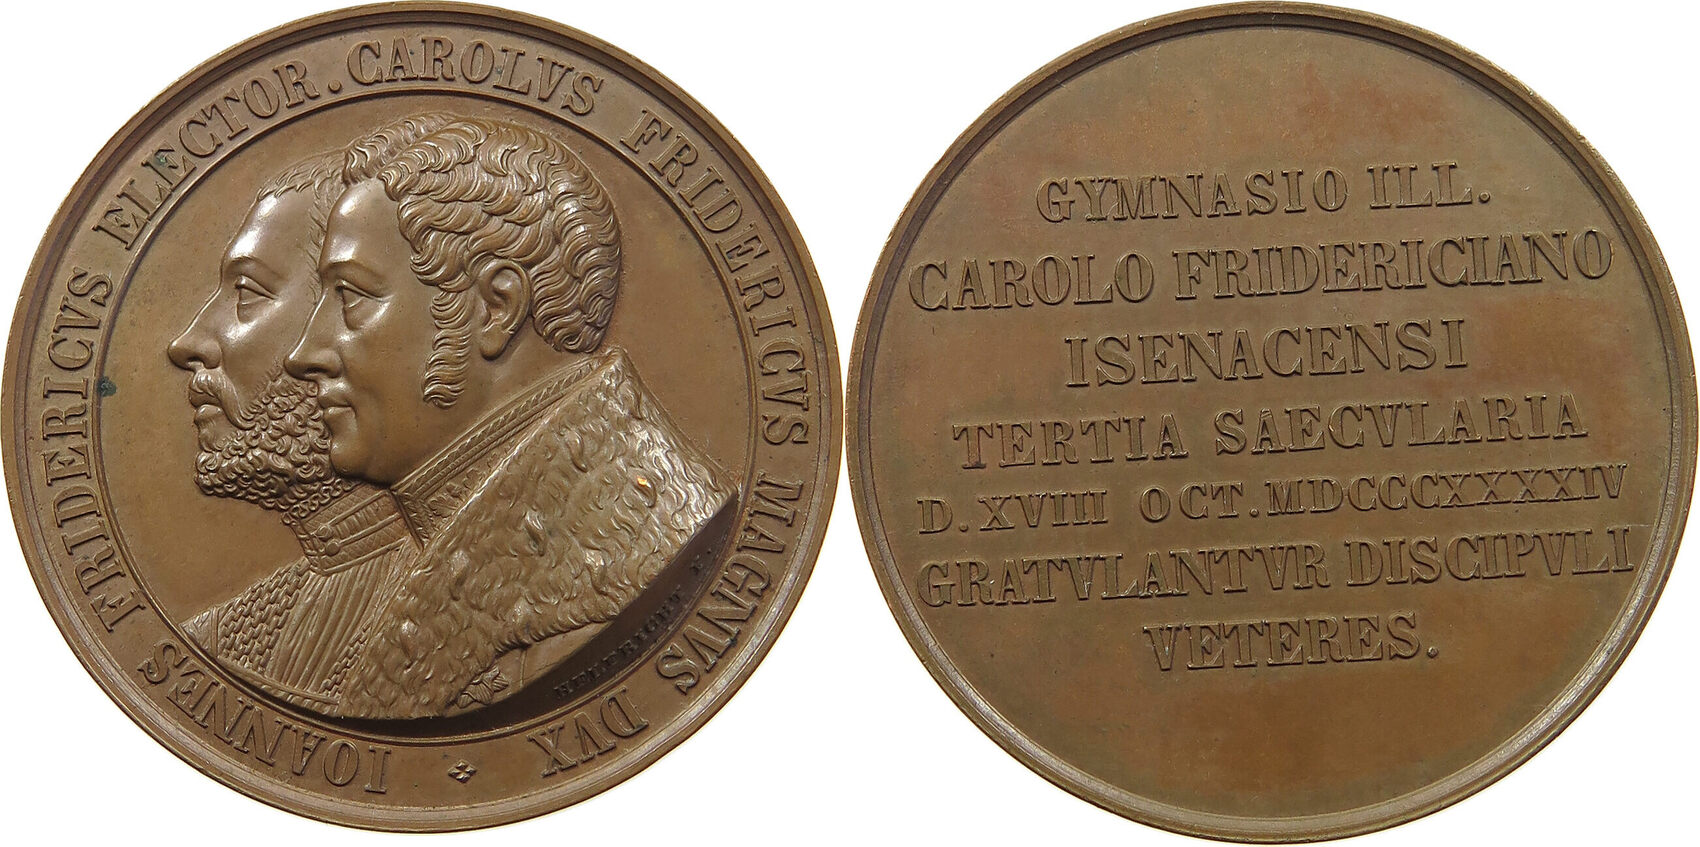 IOANNES FRIDERICVS ELECTOR. CAROLVS FRIDERICVS MAGNVS DVX
HELFRICHT F.
GYMNASIO ILL.
CAROLO FRIDERICIANO
ISENACENSI
TERTIA SAECVLARIA
D. XVIII OCT. MDCCCXXXXIV
GRATVLANTVR DISCIPVLI
VETERES.